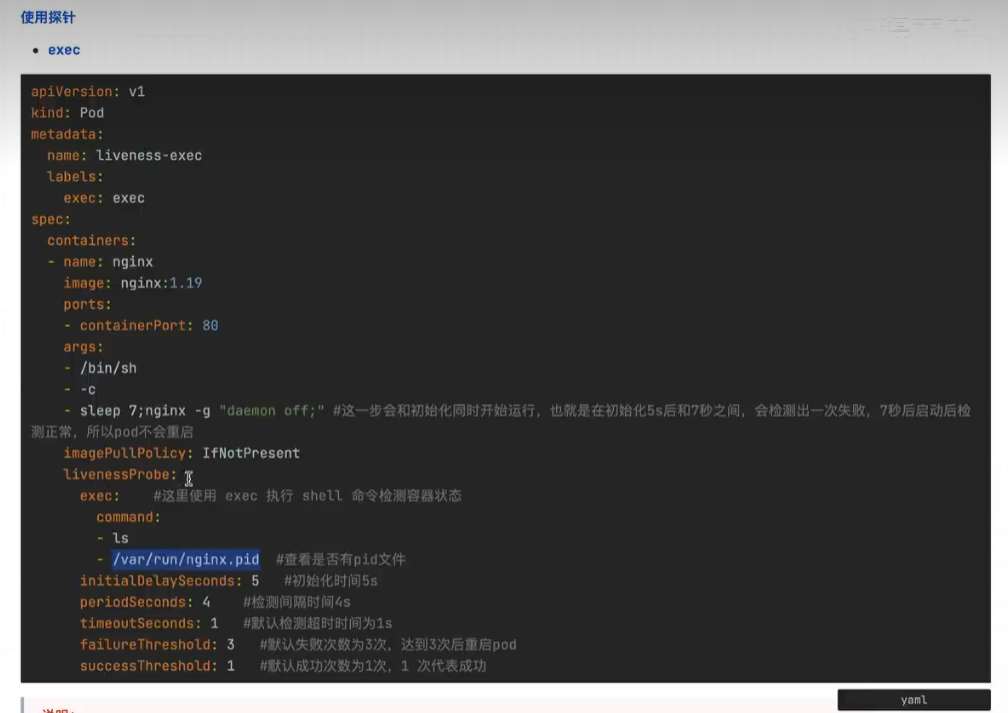 使用探针
• exec
apiVersion: v1
kind: Pod
metadata:
  name: liveness-exec
  labels:
    exec: exec
spec:
  containers:
  - name: nginx
    image: nginx:1.19
    ports:
    - containerPort: 80
    args:
    - /bin/sh
    - -c
    - sleep 7;nginx -g "daemon off;" #这一步会和初始化同时开始运行，也就是在初始化5s后和7秒之间，会检测出一次失败，7秒后启动后检
测正常，所以pod不会重启
    imagePullPolicy: IfNotPresent
    livenessProbe:
      exec:    #这里使用 exec 执行 shell 命令检测容器状态
        command:
        - ls
        - /var/run/nginx.pid  #查看是否有pid文件
      initialDelaySeconds: 5   #初始化时间5s
      periodSeconds: 4    #检测间隔时间4s
      timeoutSeconds: 1   #默认检测超时时间为1s
      failureThreshold: 3   #默认失败次数为3次，达到3次后重启pod
      successThreshold: 1   #默认成功次数为1次，1 次代表成功
yaml